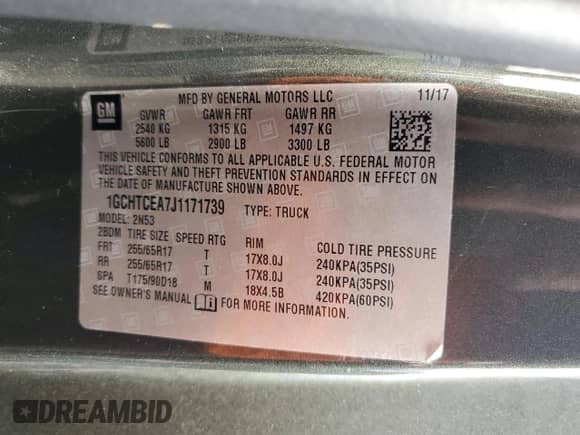 MFD BY GENERAL MOTORS LLC 11/17
GM
GVWR GAWR FRT GAWR RR
2540 KG 1315 KG 1497 KG
5600 LB 2900 LB 3300 LB
THIS VEHICLE CONFORMS TO ALL APPLICABLE U.S. FEDERAL MOTOR
VEHICLE SAFETY AND THEFT PREVENTION STANDARDS IN EFFECT ON
THE DATE OF MANUFACTURE SHOWN ABOVE.
1GCHTCEA7J1171739 TYPE: TRUCK
MODEL: 2N53
2BDM TIRE SIZE SPEED RTG RIM COLD TIRE PRESSURE
FRT 255/65R17 T 17X8.0J 240KPA(35PSI)
RR 255/65R17 T 17X8.0J 240KPA(35PSI)
SPA T175/90D18 M 18X4.5B 420KPA(60PSI)
SEE OWNER'S MANUAL FOR MORE INFORMATION.
DREAMBID